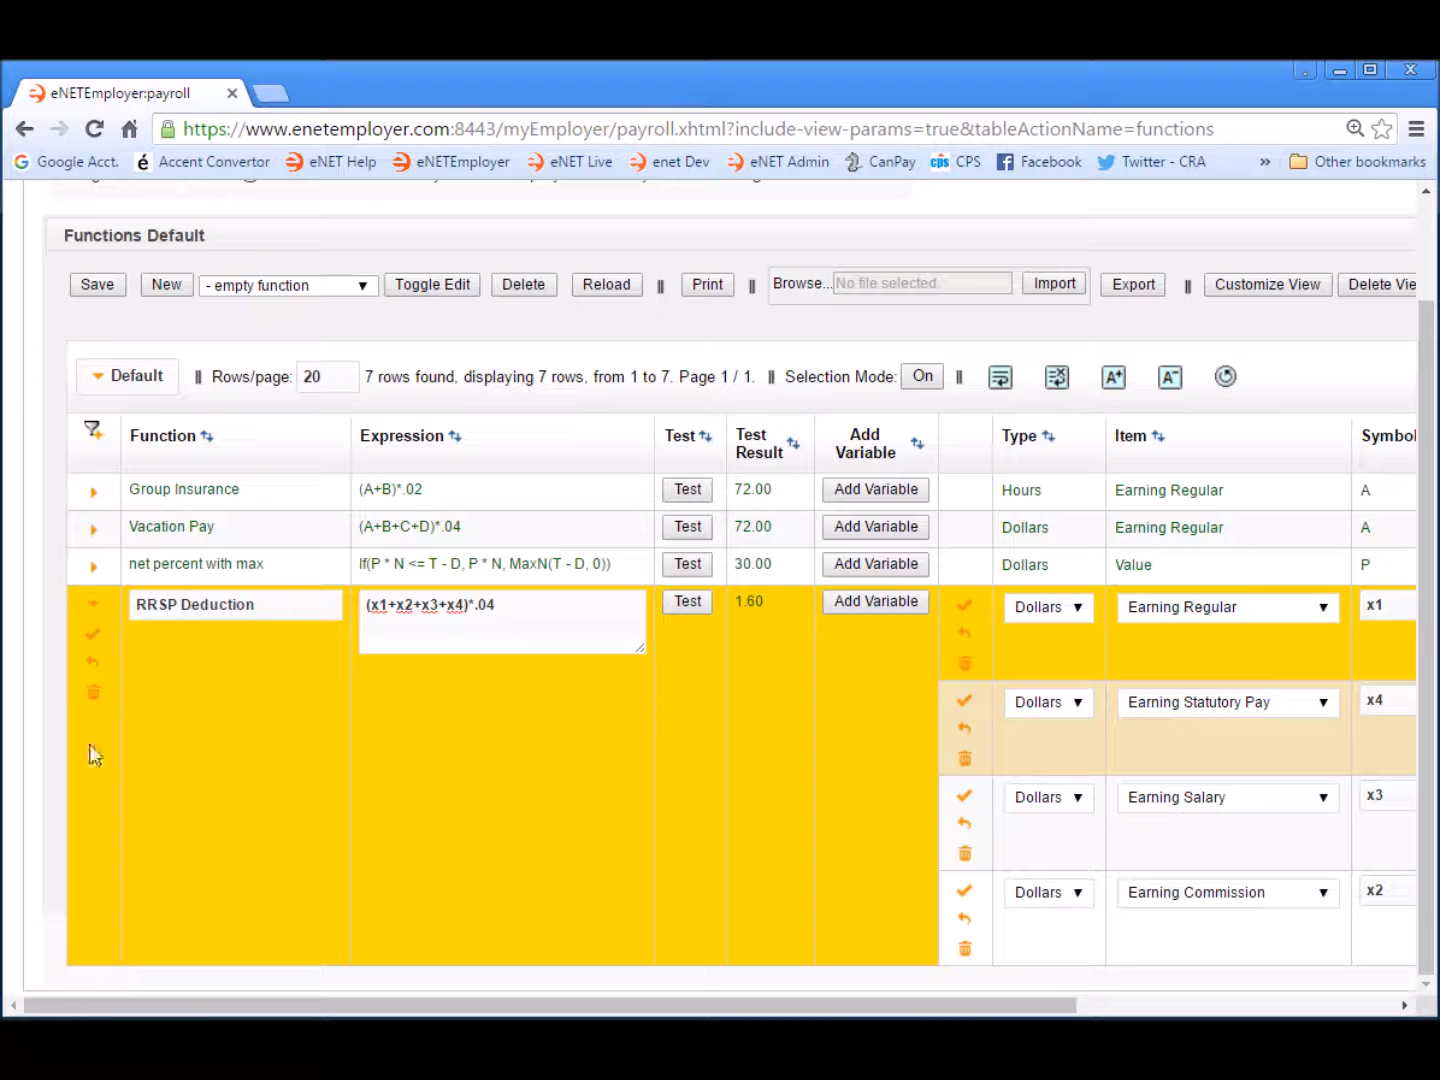 eNETEmployer:payroll
https://www.enetemployer.com:8443/myEmployer/payroll.xhtml?include-view-params=true&tableActionName=functions
Google Acct. Accent Convertor eNET Help eNETEmployer eNET Live enet Dev eNET Admin CanPay cps CPS Facebook Twitter - CRA » Other bookmarks
Functions Default
Save New - empty function Toggle Edit Delete Reload || Print || Browse... No file selected. Import Export || Customize View Delete Vie
Default || Rows/page: 20 7 rows found, displaying 7 rows, from 1 to 7. Page 1 / 1. || Selection Mode: On || A+ A-
Function Expression Test Test Result Add Variable Type Item Symbol
Group Insurance (A+B)*.02 Test 72.00 Add Variable Hours Earning Regular A
Vacation Pay (A+B+C+D)*.04 Test 72.00 Add Variable Dollars Earning Regular A
net percent with max If(P * N <= T - D, P * N, MaxN(T - D, 0)) Test 30.00 Add Variable Dollars Value P
RRSP Deduction (x1+x2+x3+x4)*.04 Test 1.60 Add Variable Dollars Earning Regular x1
Dollars Earning Statutory Pay x4
Dollars Earning Salary x3
Dollars Earning Commission x2